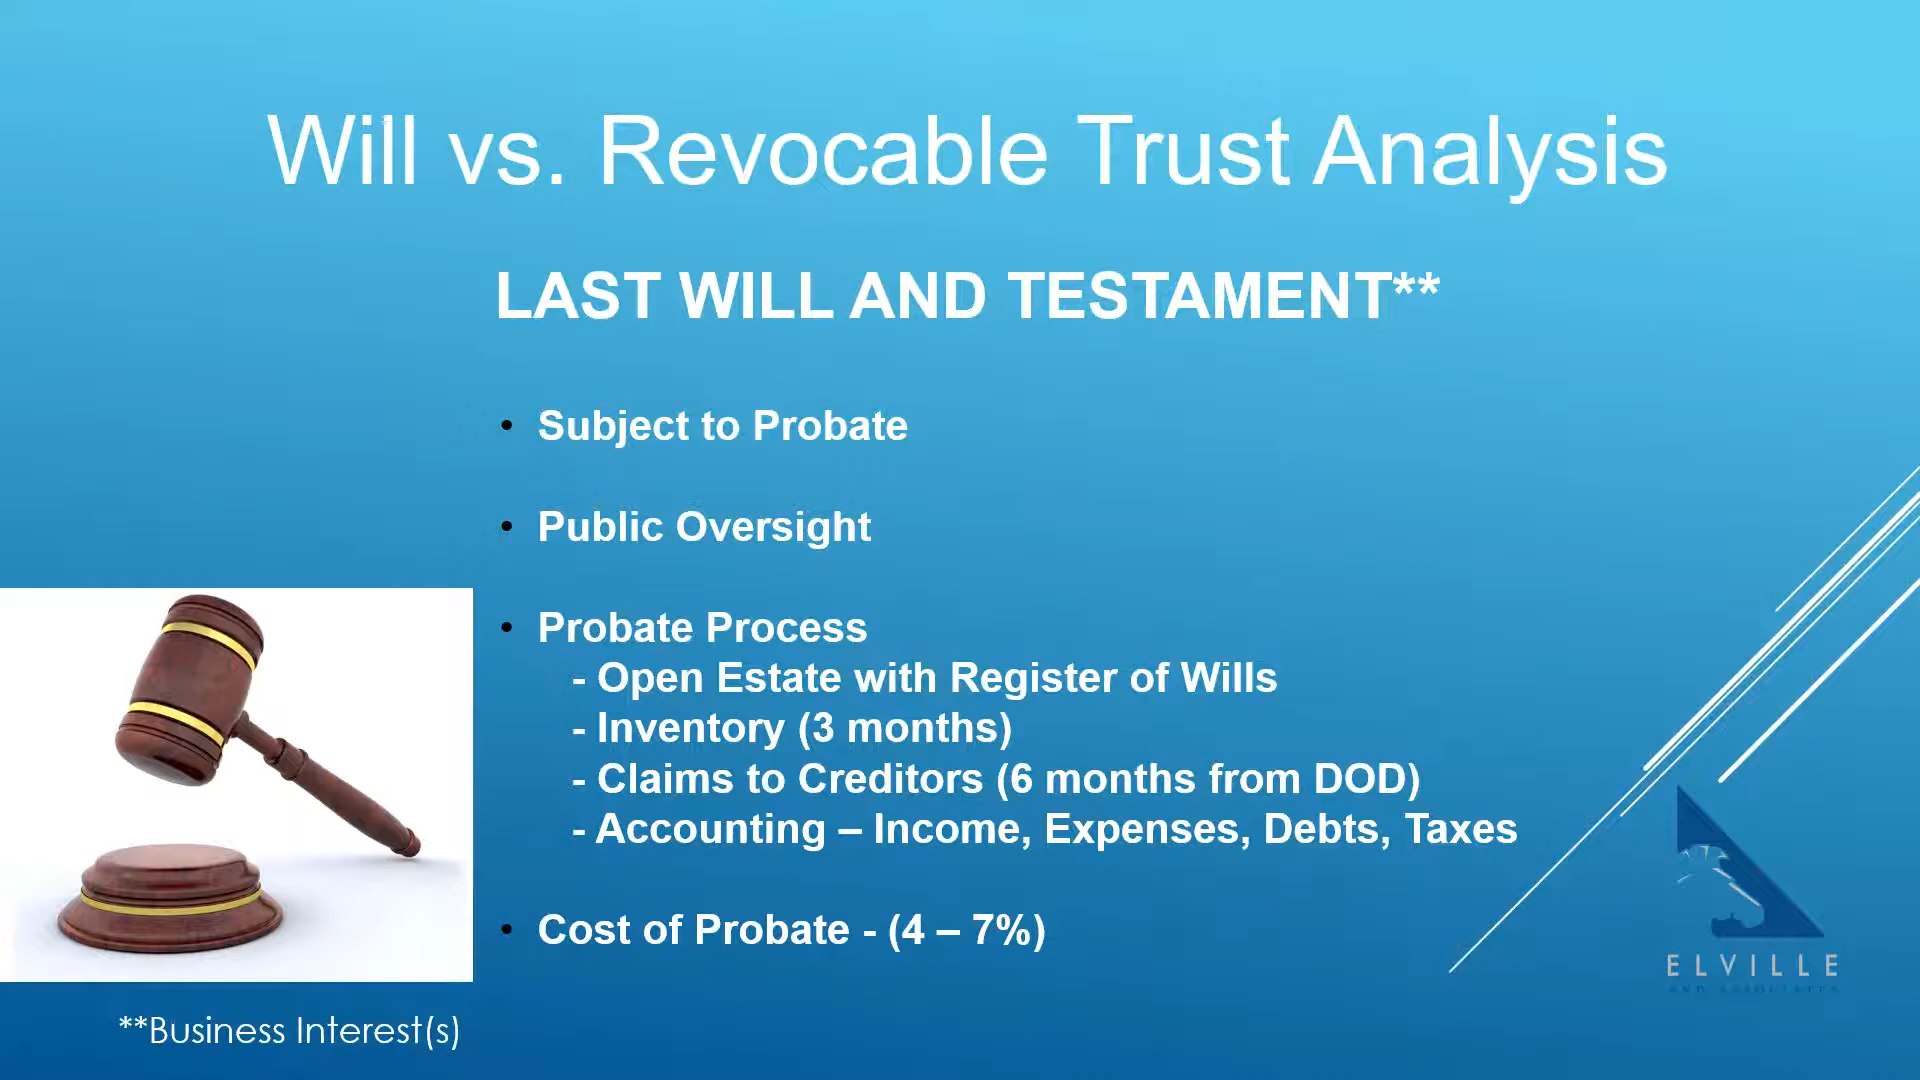 Will vs. Revocable Trust Analysis
LAST WILL AND TESTAMENT**
• Subject to Probate
• Public Oversight
• Probate Process
- Open Estate with Register of Wills
- Inventory (3 months)
- Claims to Creditors (6 months from DOD)
- Accounting – Income, Expenses, Debts, Taxes
• Cost of Probate - (4 – 7%)
ELVILLE
AND ASSOCIATES
**Business Interest(s)